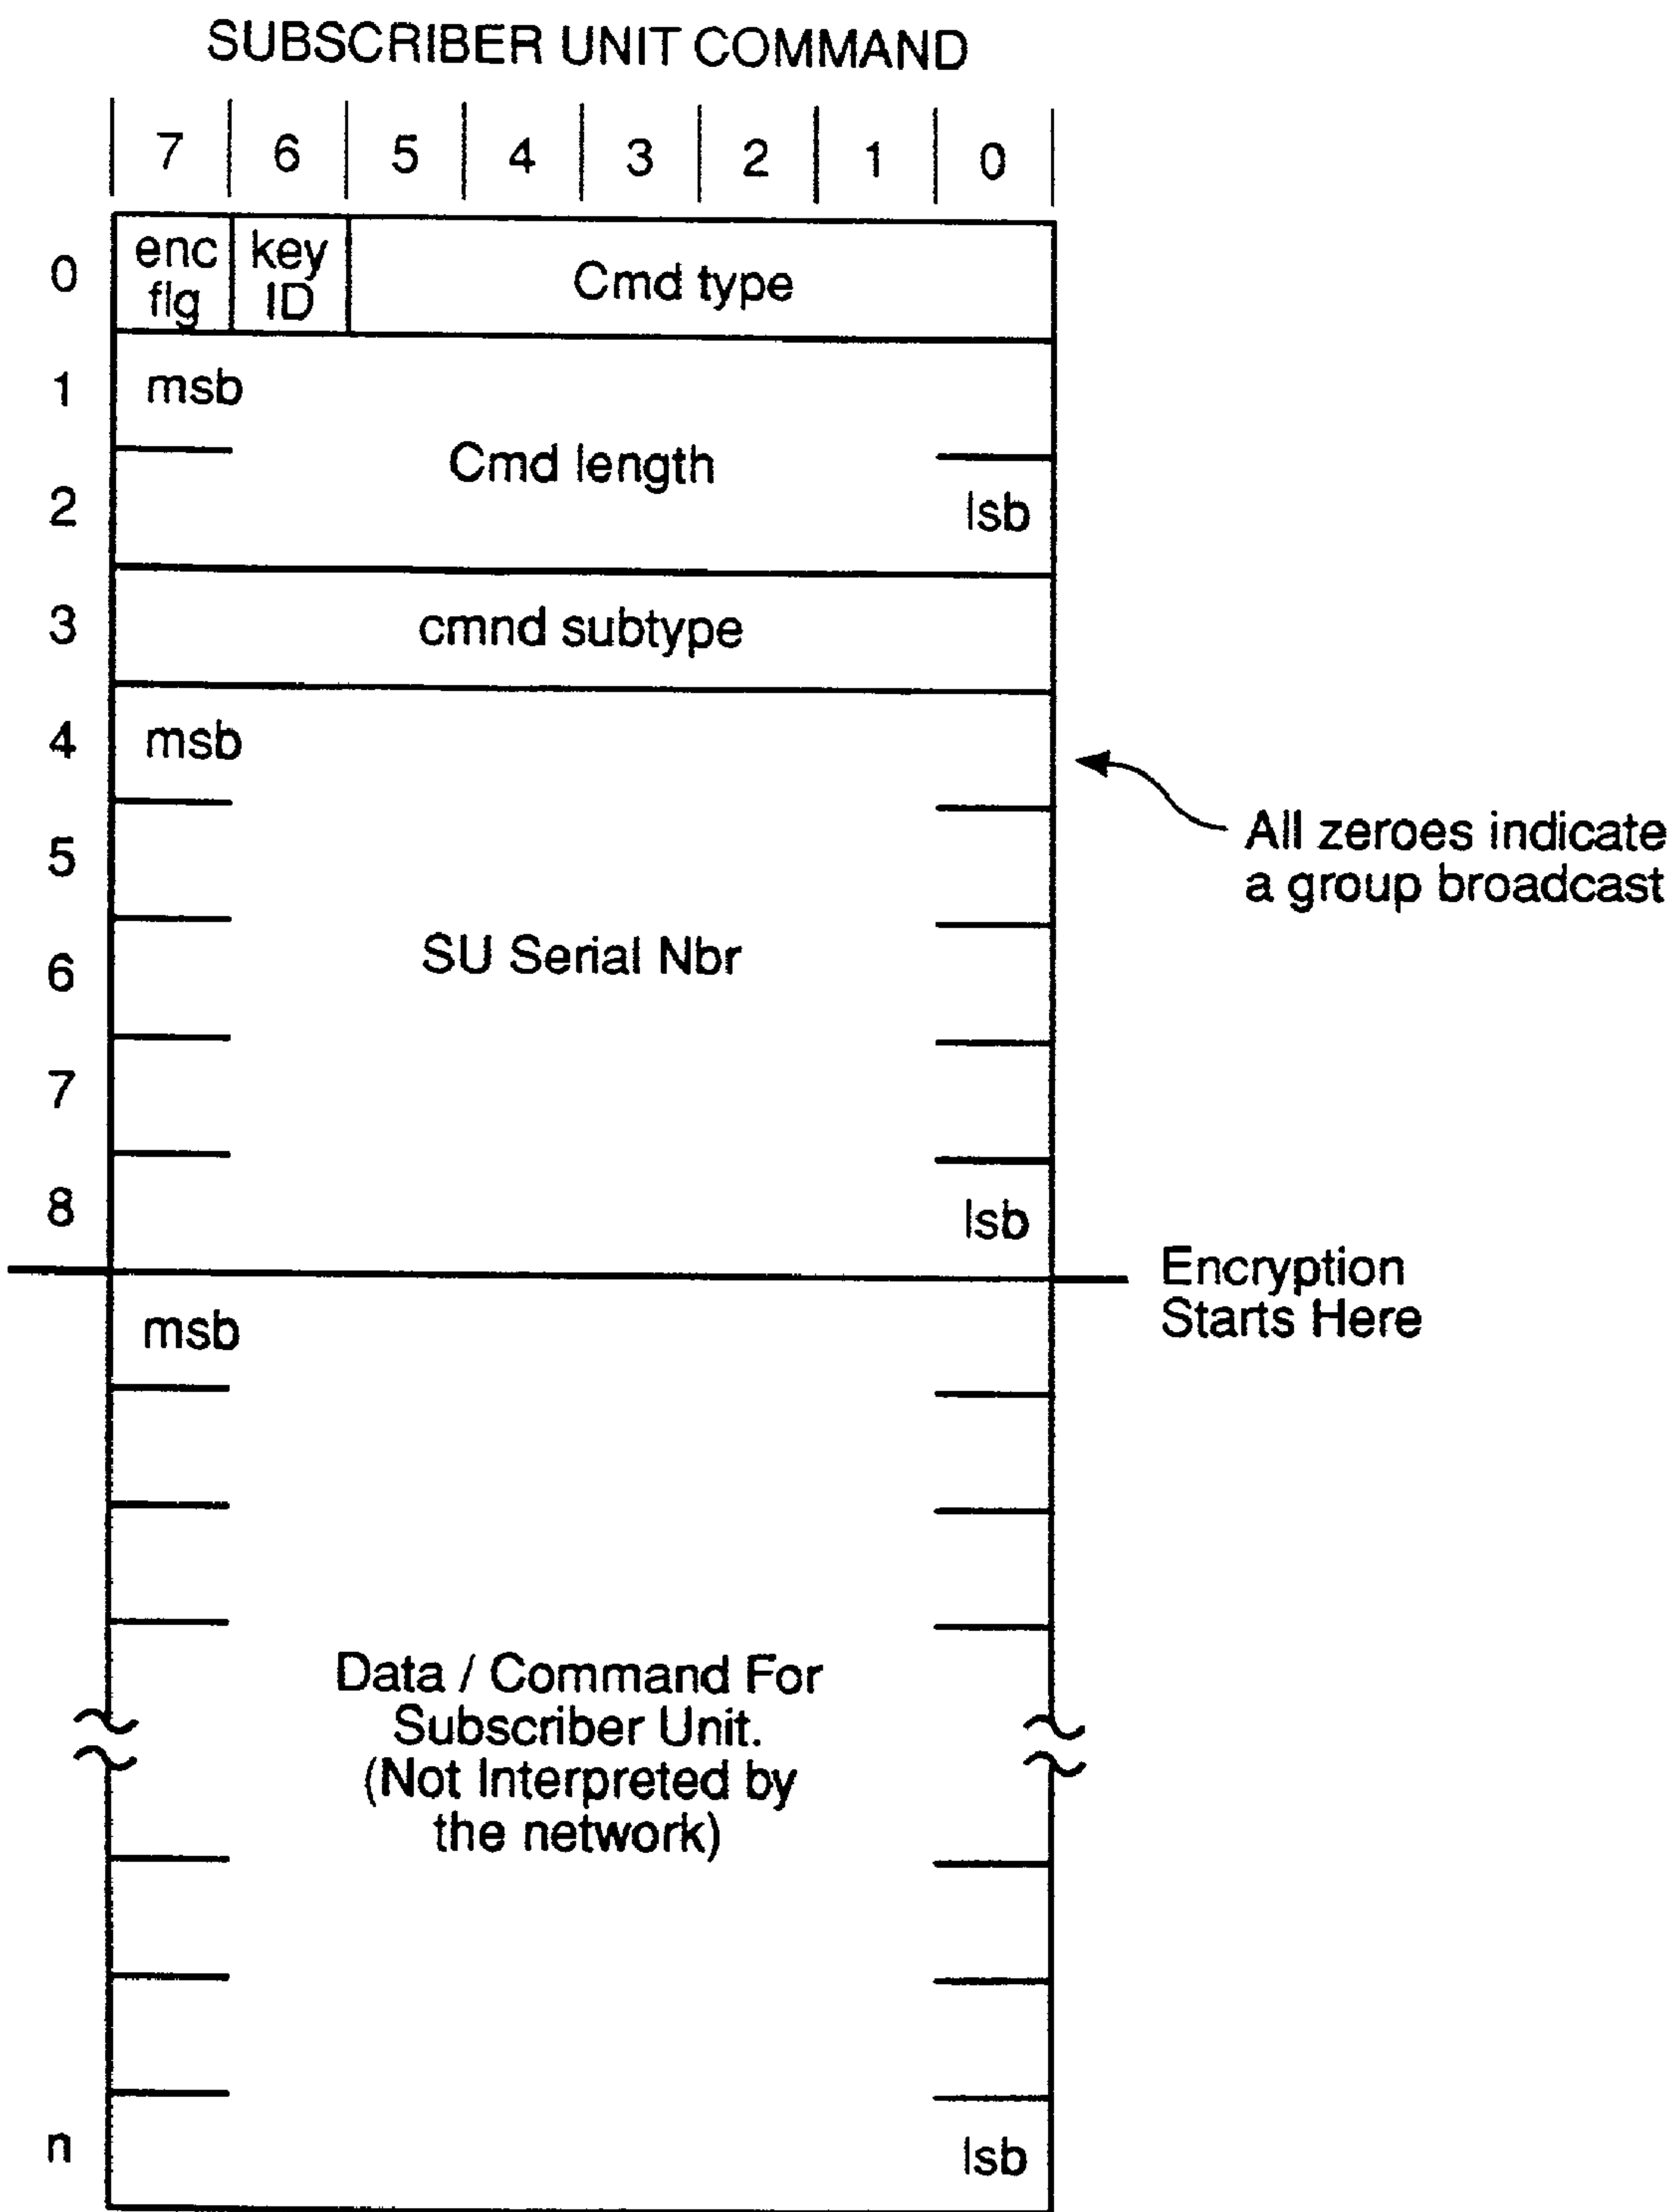 SUBSCRIBER UNIT COMMAND
7 6 5 4 3 2 1 0
0 enc flg key ID Cmd type
1 msb
Cmd length
2 lsb
3 cmnd subtype
4 msb
All zeroes indicate
a group broadcast
5
6 SU Serial Nbr
7
8 lsb
Encryption
Starts Here
msb
Data / Command For
Subscriber Unit.
(Not Interpreted by
the network)
n lsb